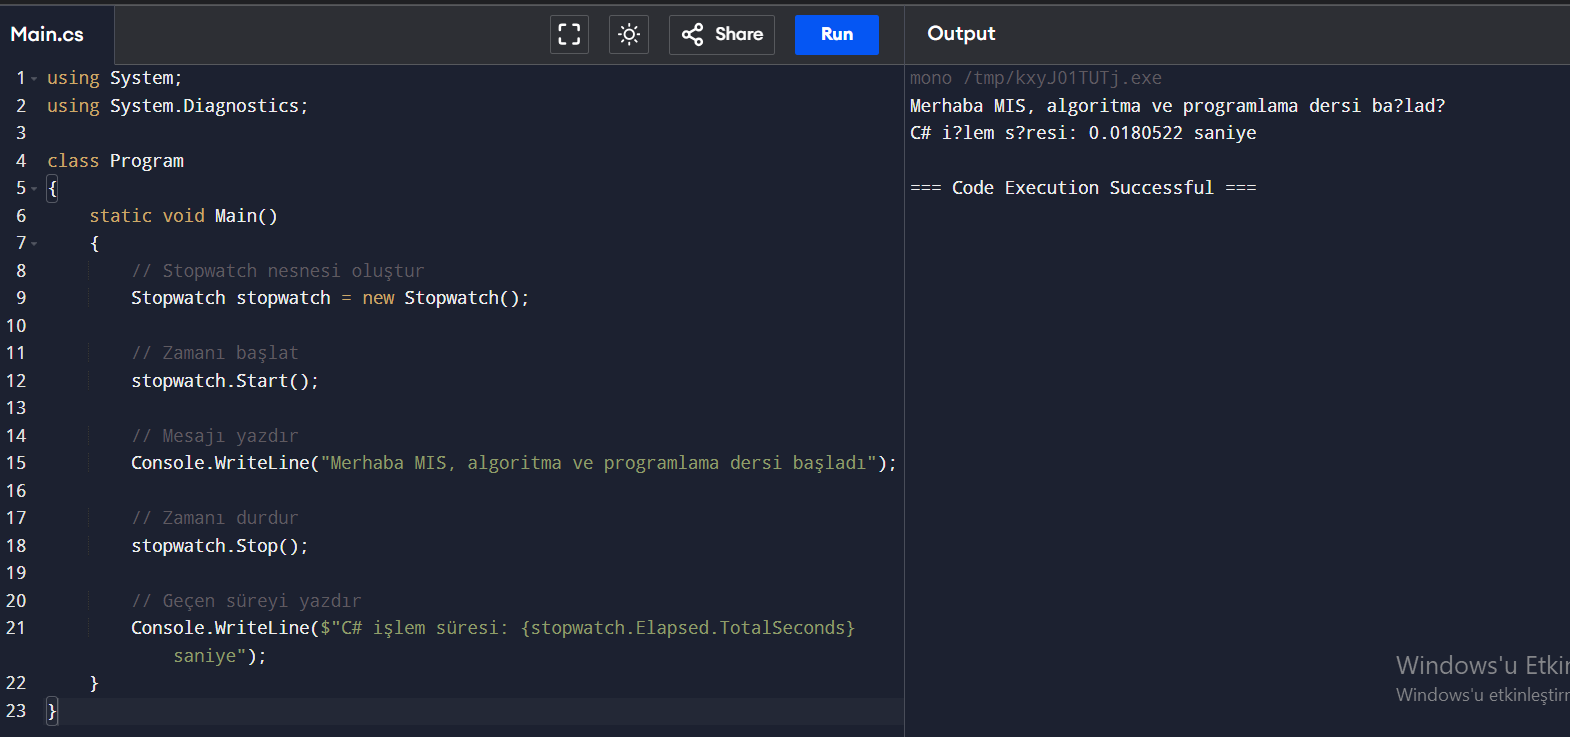 Main.cs
Share
Run
Output
1 using System;
2 using System.Diagnostics;
3
4 class Program
5 {
6     static void Main()
7     {
8         // Stopwatch nesnesi oluştur
9         Stopwatch stopwatch = new Stopwatch();
10
11         // Zamanı başlat
12         stopwatch.Start();
13
14         // Mesajı yazdır
15         Console.WriteLine("Merhaba MIS, algoritma ve programlama dersi başladı");
16
17         // Zamanı durdur
18         stopwatch.Stop();
19
20         // Geçen süreyi yazdır
21         Console.WriteLine($"C# işlem süresi: {stopwatch.Elapsed.TotalSeconds}
            saniye");
22     }
23 }
mono /tmp/kxyJ01TUTj.exe
Merhaba MIS, algoritma ve programlama dersi ba?lad?
C# i?lem s?resi: 0.0180522 saniye
=== Code Execution Successful ===
Windows'u Etkin
Windows'u etkinleştirm